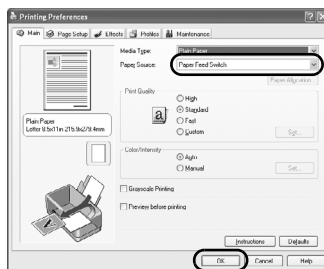 Printing Preferences
Main Page Setup Effects Profiles Maintenance
Media Type: Plain Paper
Paper Source: Paper Feed Switch
Paper Allocation...
Print Quality
High
Standard
Fast
Custom Set...
Plain Paper
Letter 8.5x11in 215.9x279.4mm
Color/Intensity
Auto
Manual Set...
Grayscale Printing
Preview before printing
Instructions Defaults
OK Cancel Help